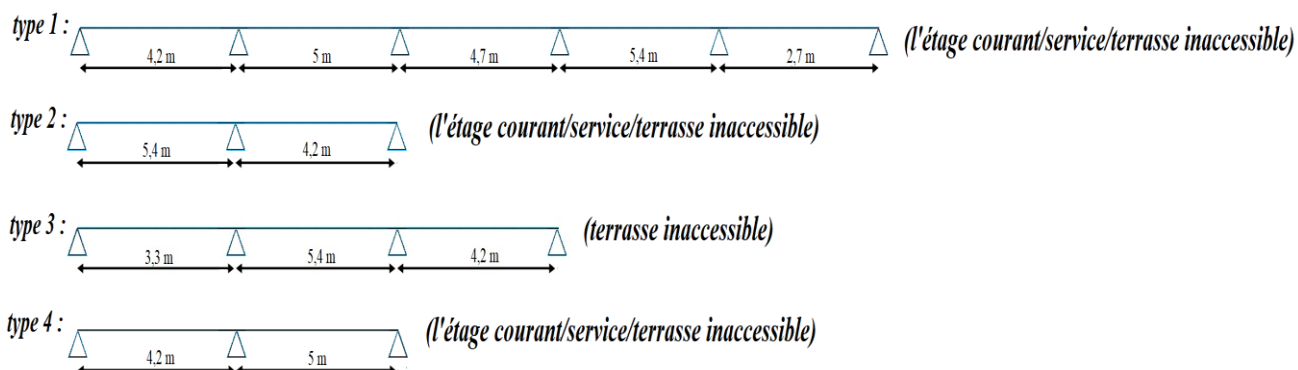 type 1 :
(l'étage courant/service/terrasse inaccessible)
4,2 m 5 m 4,7 m 5,4 m 2,7 m
type 2 :
(l'étage courant/service/terrasse inaccessible)
5,4 m 4,2 m
type 3 :
(terrasse inaccessible)
3,3 m 5,4 m 4,2 m
type 4 :
(l'étage courant/service/terrasse inaccessible)
4,2 m 5 m